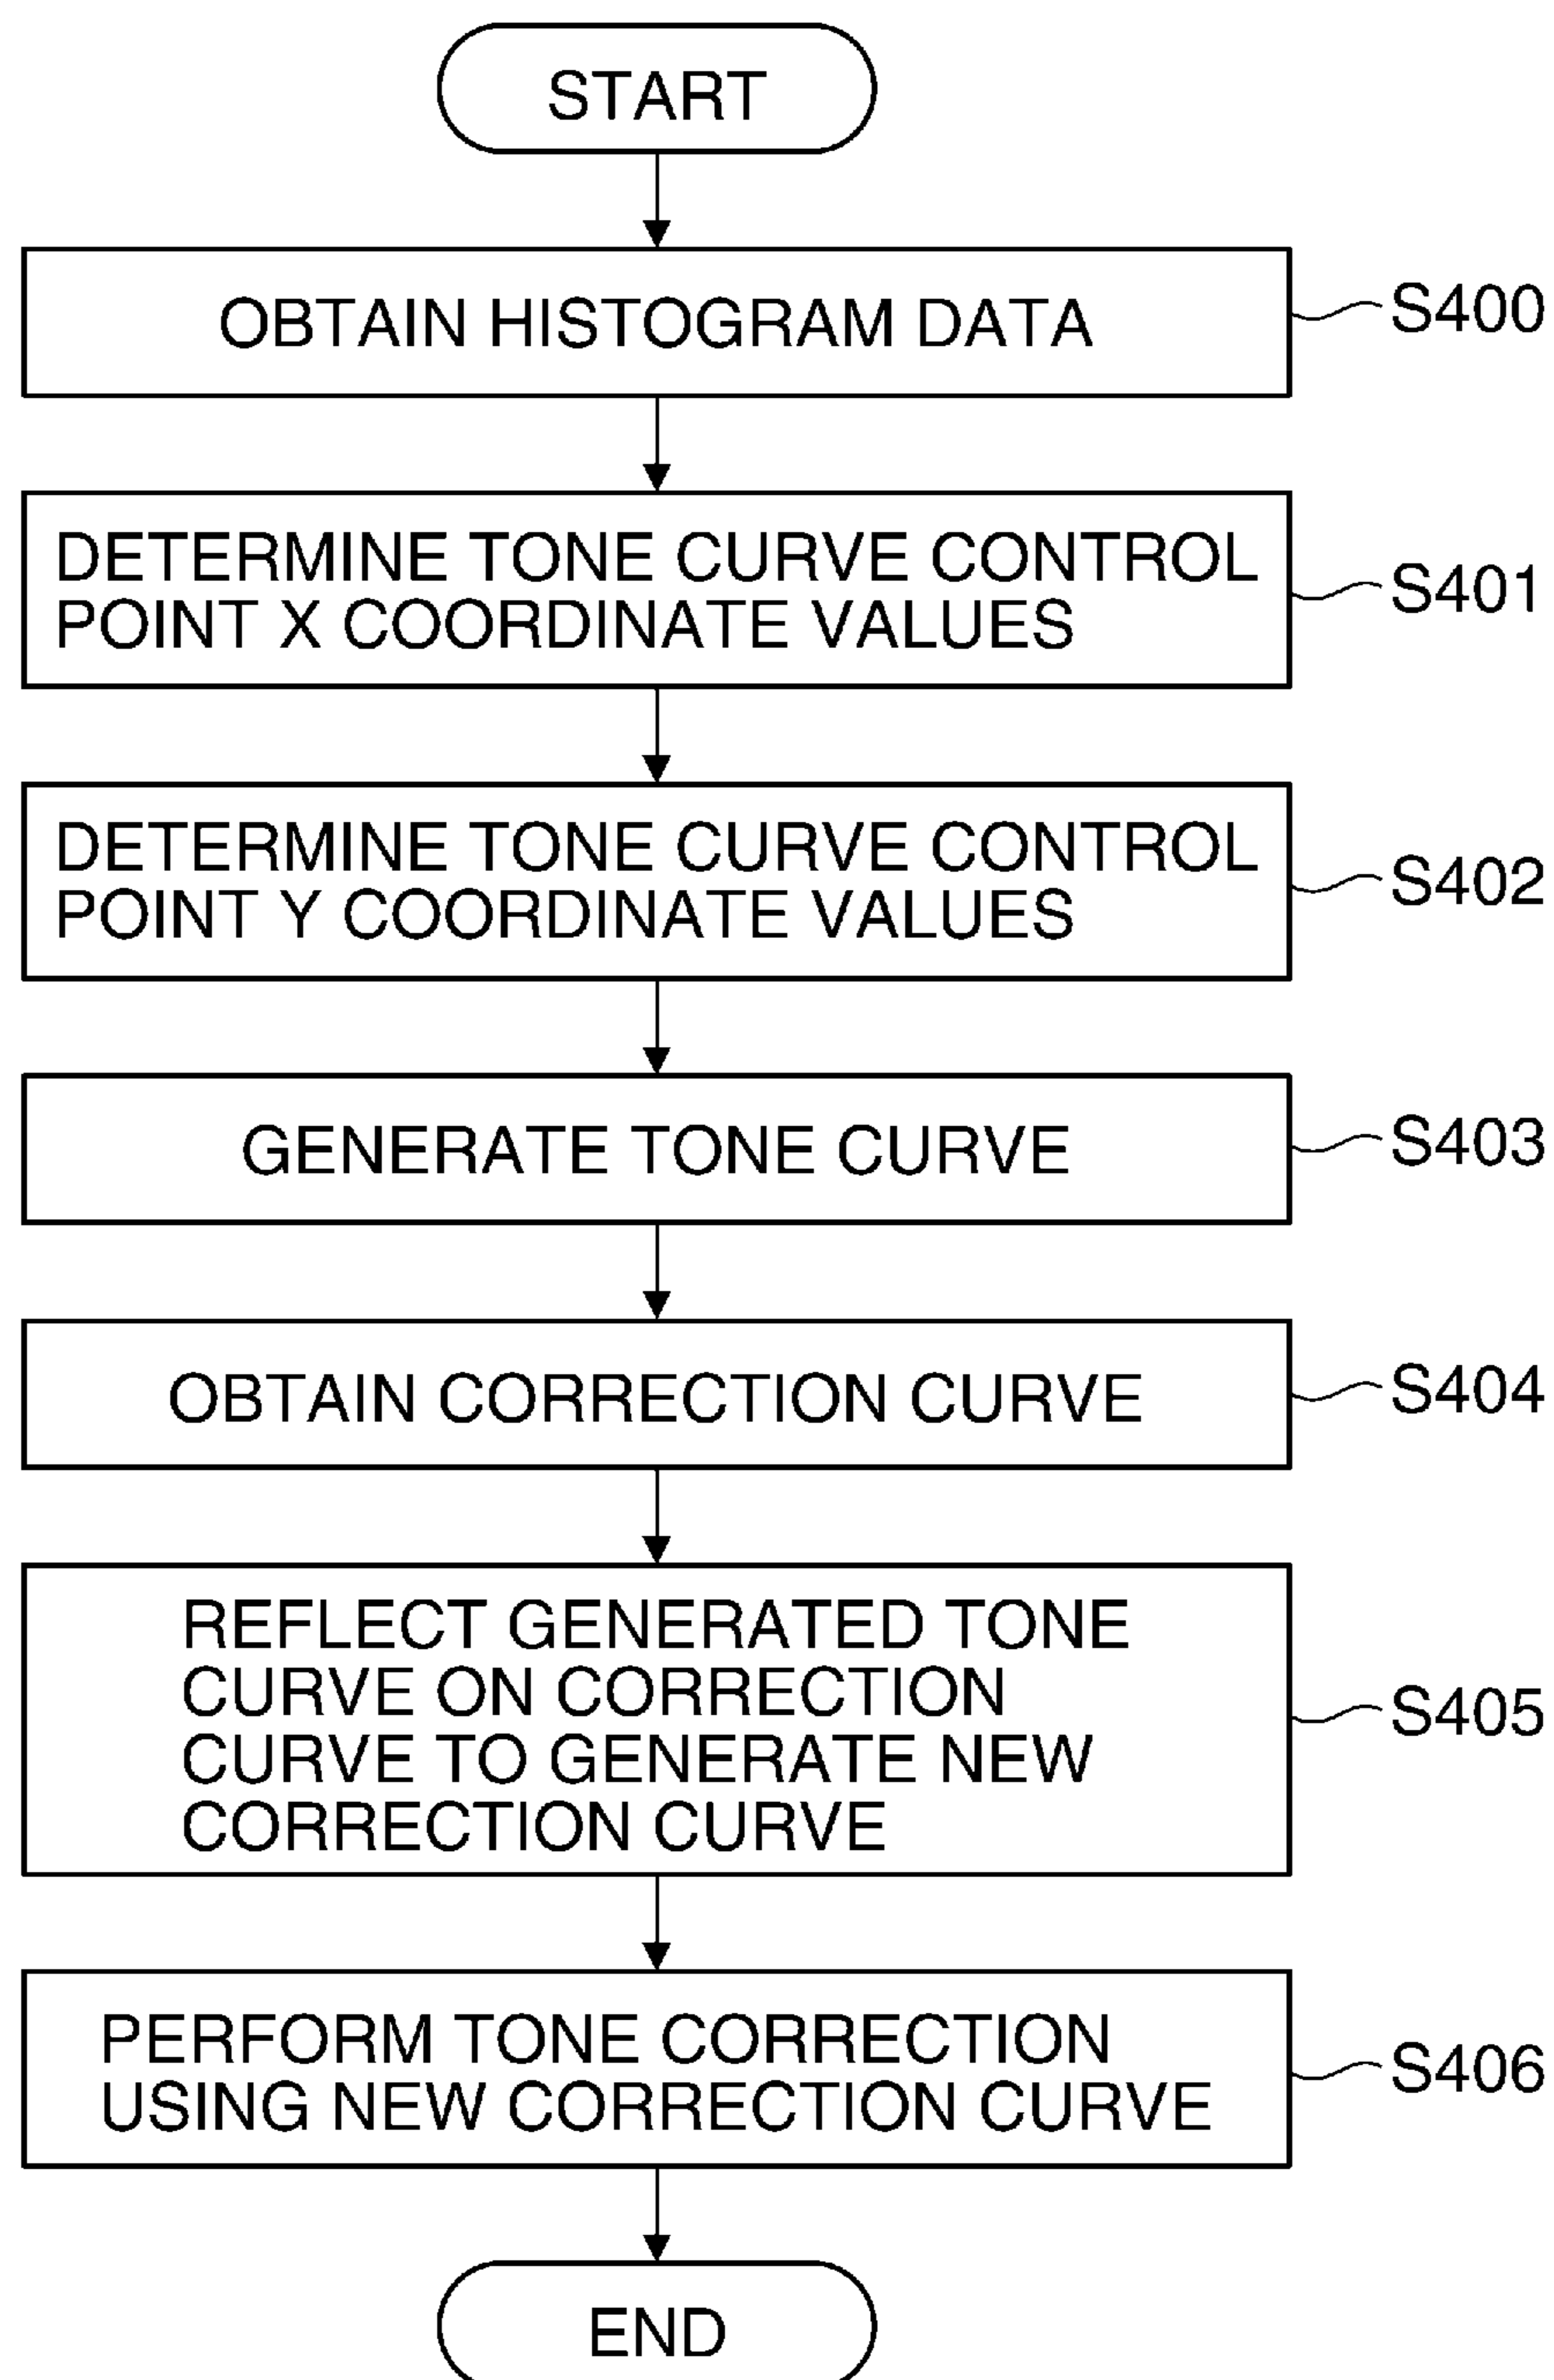 START
OBTAIN HISTOGRAM DATA
S400
DETERMINE TONE CURVE CONTROL
POINT X COORDINATE VALUES
S401
DETERMINE TONE CURVE CONTROL
POINT Y COORDINATE VALUES
S402
GENERATE TONE CURVE
S403
OBTAIN CORRECTION CURVE
S404
REFLECT GENERATED TONE
CURVE ON CORRECTION
CURVE TO GENERATE NEW
CORRECTION CURVE
S405
PERFORM TONE CORRECTION
USING NEW CORRECTION CURVE
S406
END